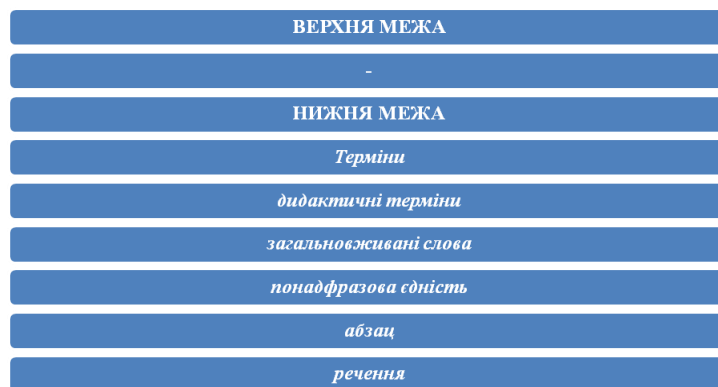 ВЕРХНЯ МЕЖА
-
НИЖНЯ МЕЖА
Терміни
дидактичні терміни
загальновживані слова
понадфразова єдність
абзац
речення